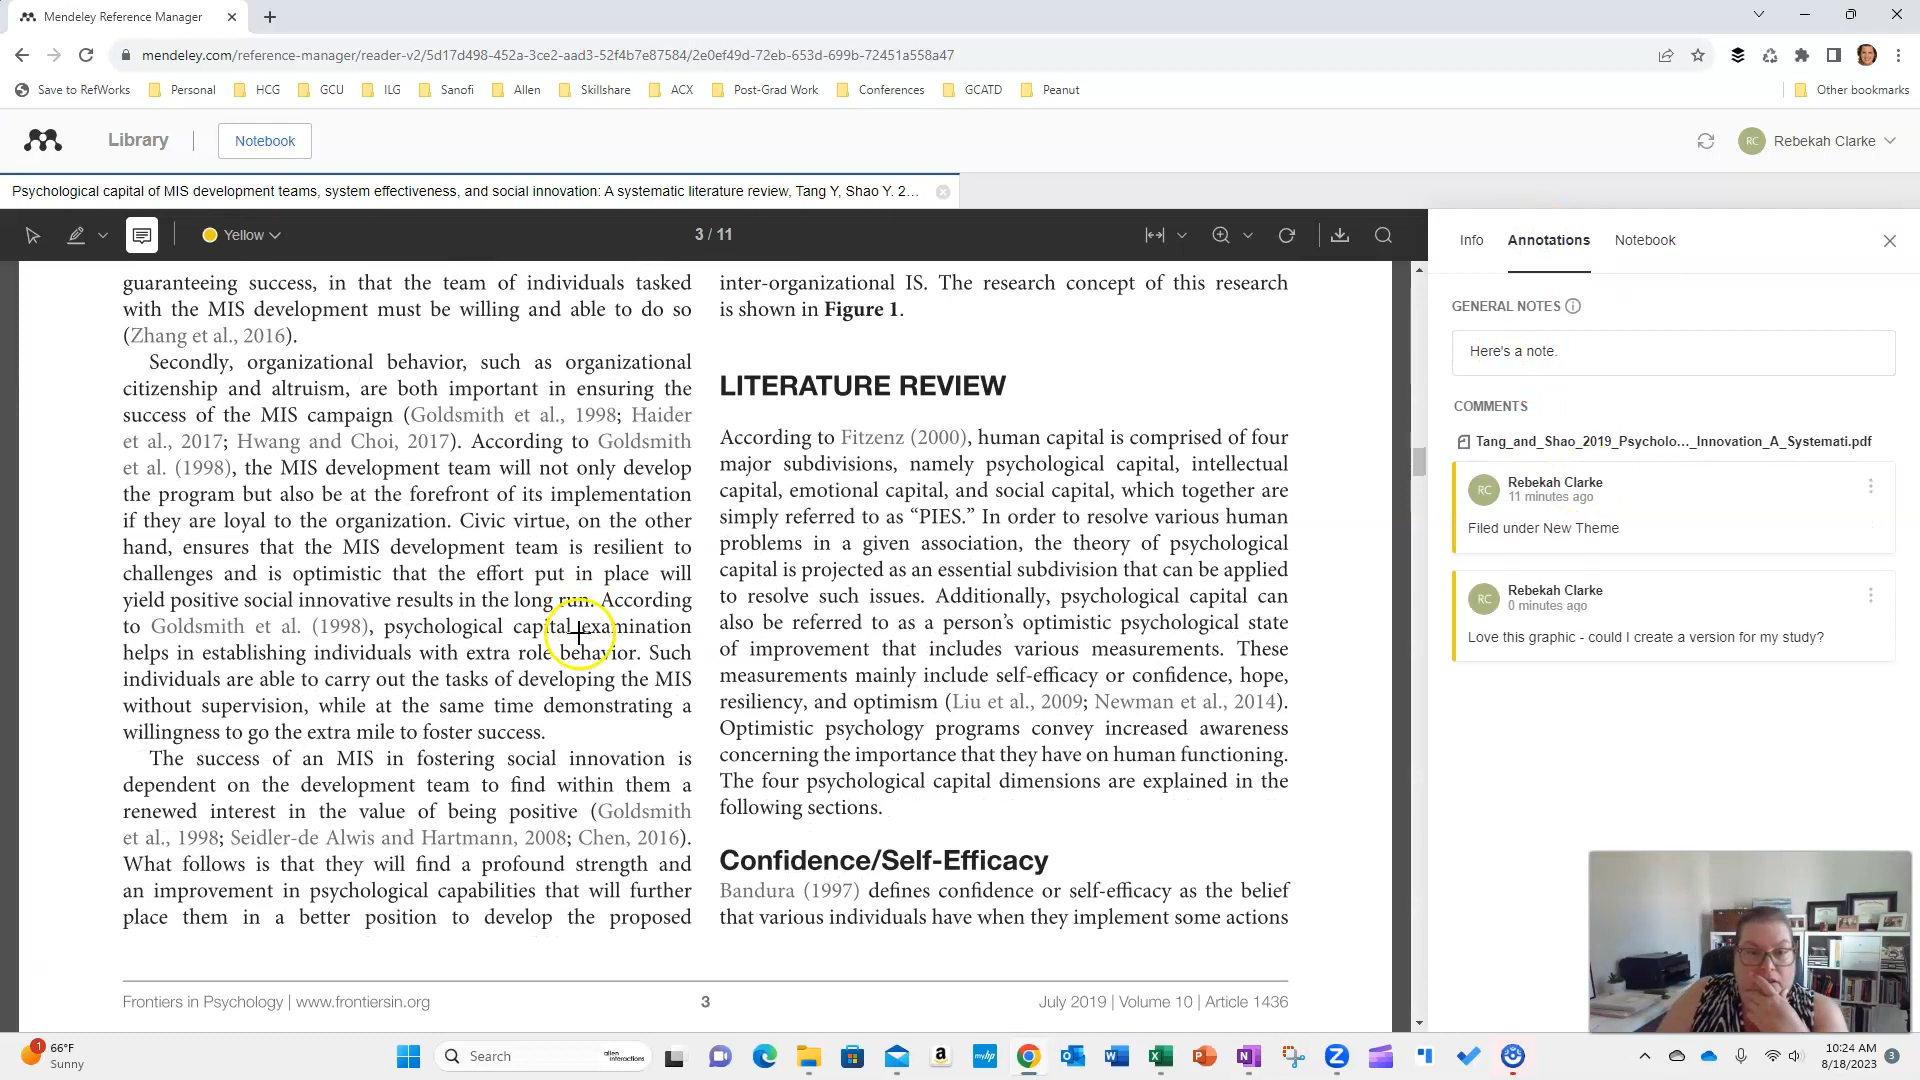 Mendeley Reference Manager
mendeley.com/reference-manager/reader-v2/5d17d498-452a-3ce2-aad3-52f4b7e87584/2e0ef49d-72eb-653d-699b-72451a558a47
Save to RefWorks Personal HCG GCU ILG Sanofi Allen Skillshare ACX Post-Grad Work Conferences GCATD Peanut Other bookmarks
Library Notebook RC Rebekah Clarke
Psychological capital of MIS development teams, system effectiveness, and social innovation: A systematic literature review, Tang Y, Shao Y. 2...
Yellow 3 / 11
guaranteeing success, in that the team of individuals tasked
with the MIS development must be willing and able to do so
(Zhang et al., 2016).
Secondly, organizational behavior, such as organizational
citizenship and altruism, are both important in ensuring the
success of the MIS campaign (Goldsmith et al., 1998; Haider
et al., 2017; Hwang and Choi, 2017). According to Goldsmith
et al. (1998), the MIS development team will not only develop
the program but also be at the forefront of its implementation
if they are loyal to the organization. Civic virtue, on the other
hand, ensures that the MIS development team is resilient to
challenges and is optimistic that the effort put in place will
yield positive social innovative results in the long run. According
to Goldsmith et al. (1998), psychological capital examination
helps in establishing individuals with extra role behavior. Such
individuals are able to carry out the tasks of developing the MIS
without supervision, while at the same time demonstrating a
willingness to go the extra mile to foster success.
The success of an MIS in fostering social innovation is
dependent on the development team to find within them a
renewed interest in the value of being positive (Goldsmith
et al., 1998; Seidler-de Alwis and Hartmann, 2008; Chen, 2016).
What follows is that they will find a profound strength and
an improvement in psychological capabilities that will further
place them in a better position to develop the proposed
inter-organizational IS. The research concept of this research
is shown in Figure 1.
LITERATURE REVIEW
According to Fitzenz (2000), human capital is comprised of four
major subdivisions, namely psychological capital, intellectual
capital, emotional capital, and social capital, which together are
simply referred to as “PIES.” In order to resolve various human
problems in a given association, the theory of psychological
capital is projected as an essential subdivision that can be applied
to resolve such issues. Additionally, psychological capital can
also be referred to as a person’s optimistic psychological state
of improvement that includes various measurements. These
measurements mainly include self-efficacy or confidence, hope,
resiliency, and optimism (Liu et al., 2009; Newman et al., 2014).
Optimistic psychology programs convey increased awareness
concerning the importance that they have on human functioning.
The four psychological capital dimensions are explained in the
following sections.
Confidence/Self-Efficacy
Bandura (1997) defines confidence or self-efficacy as the belief
that various individuals have when they implement some actions
Frontiers in Psychology | www.frontiersin.org 3 July 2019 | Volume 10 | Article 1436
Info Annotations Notebook
GENERAL NOTES
Here's a note.
COMMENTS
Tang_and_Shao_2019_Psycholo..._Innovation_A_Systemati.pdf
RC Rebekah Clarke
11 minutes ago
Filed under New Theme
RC Rebekah Clarke
0 minutes ago
Love this graphic - could I create a version for my study?
1 66°F
Sunny
Search allen interactions
myhp
10:24 AM
8/18/2023
3